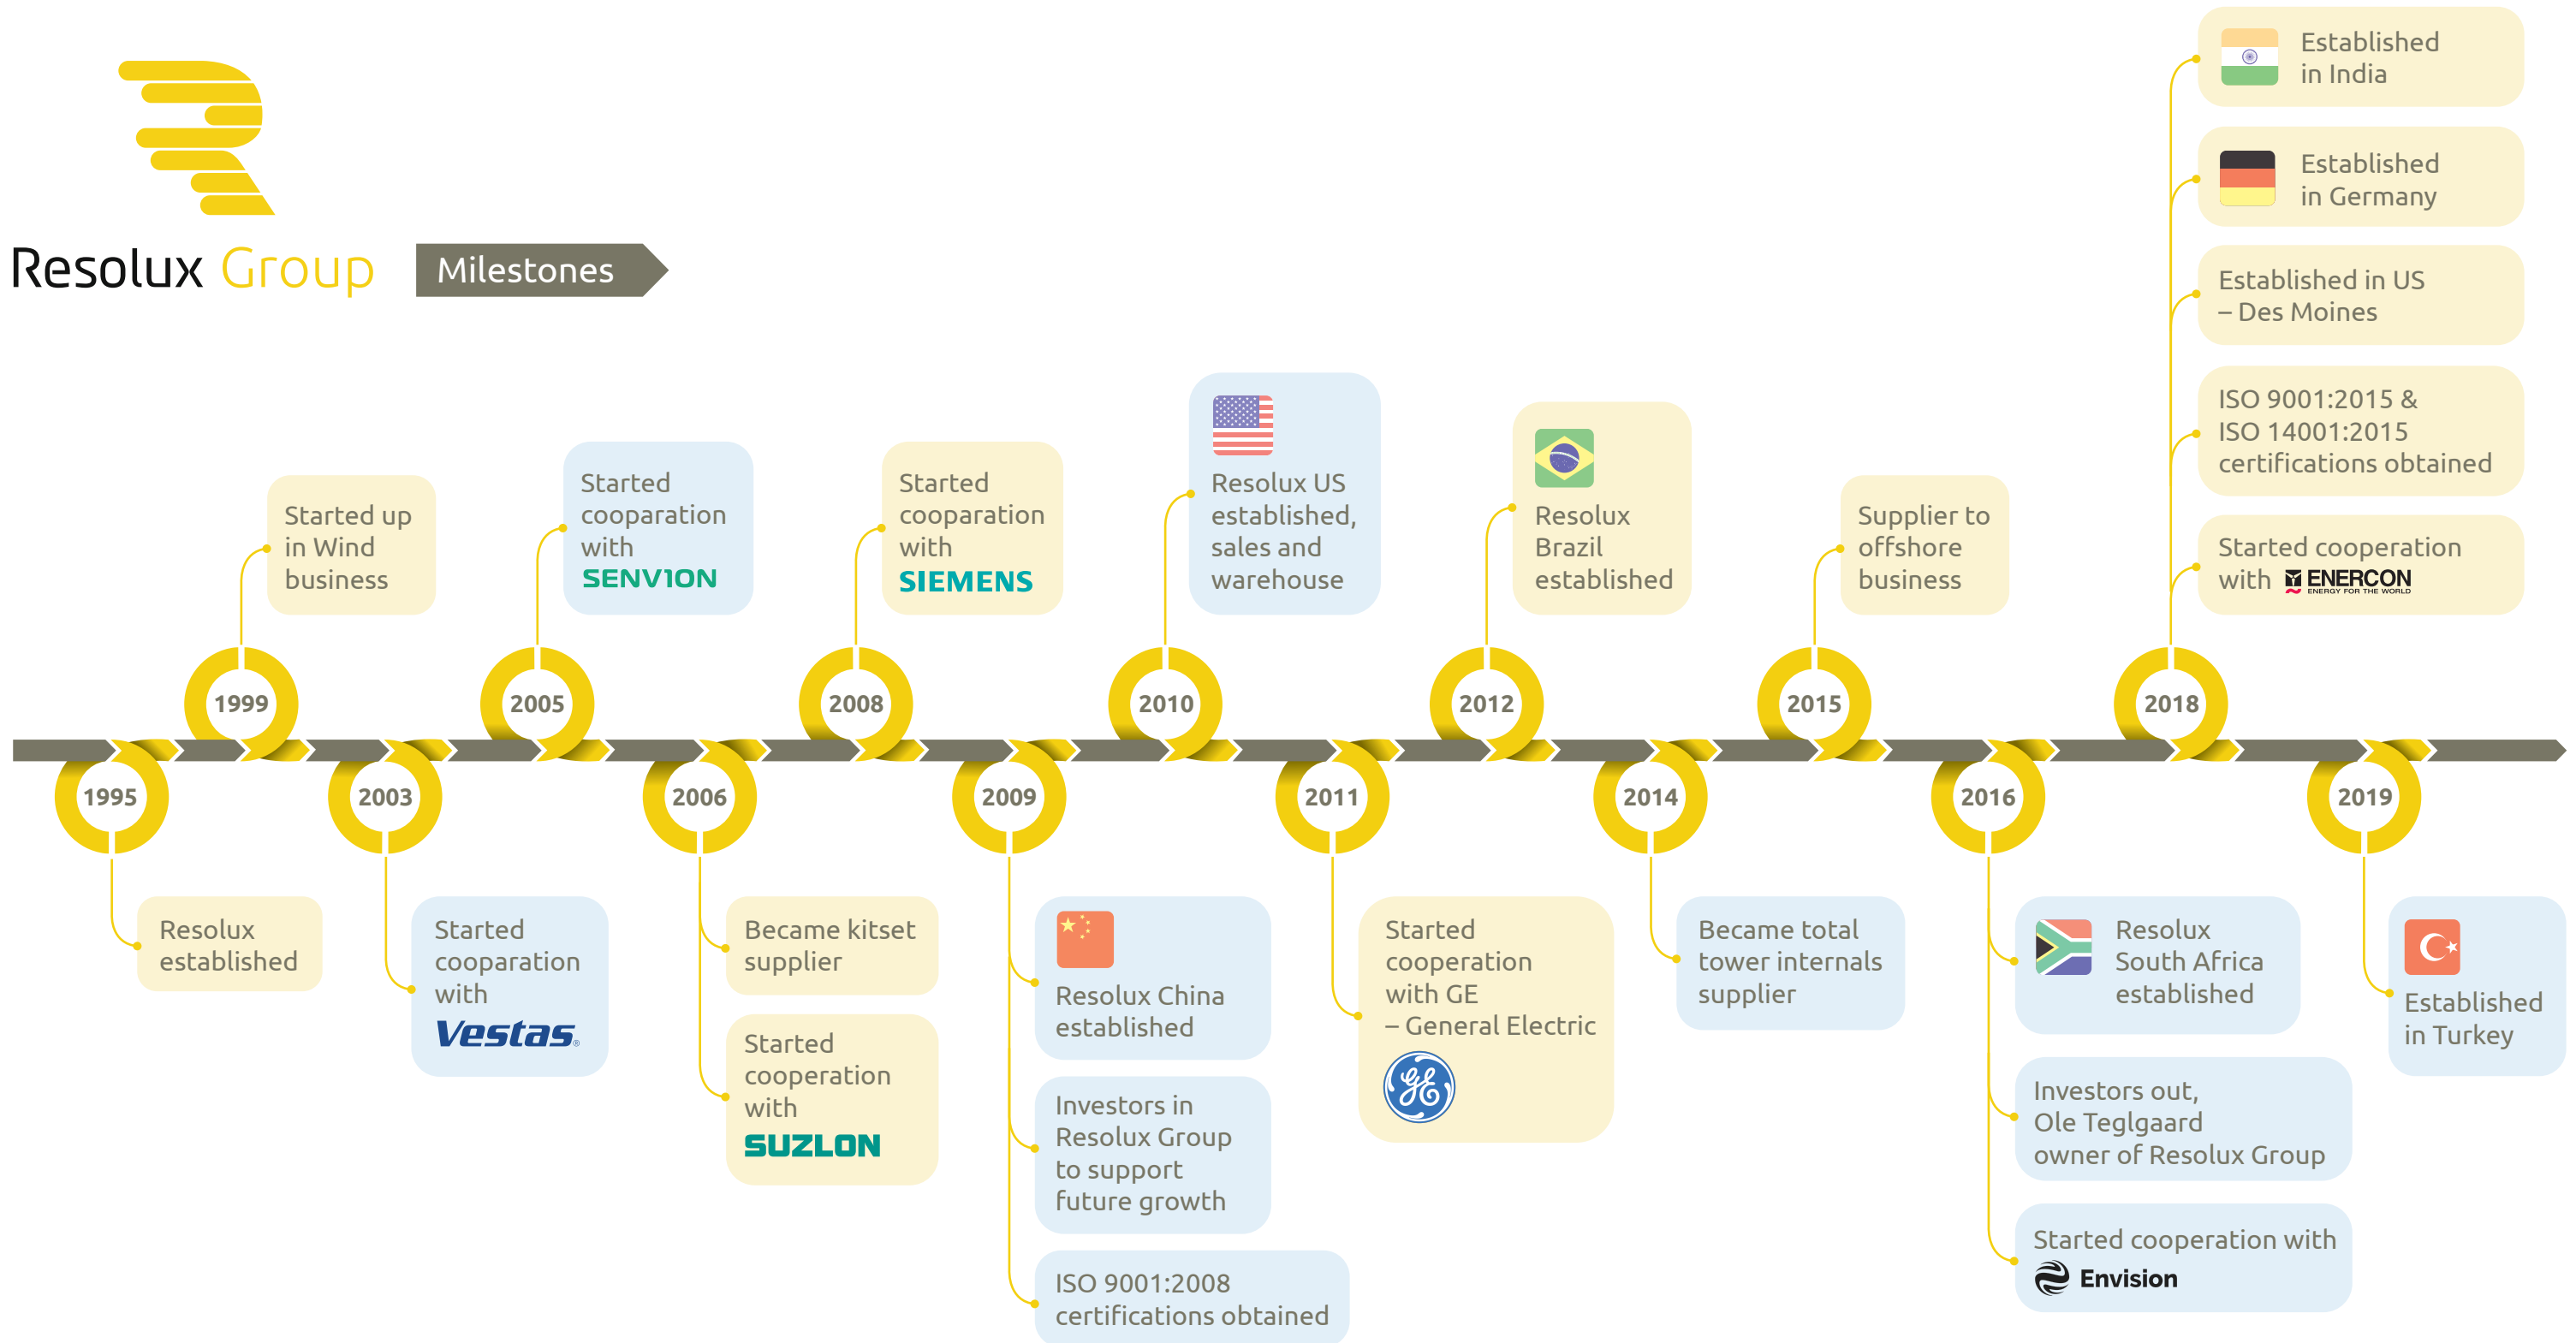 Resolux Group
Milestones
1995
Resolux
established
1999
Started up
in Wind
business
2003
Started
cooparation
with
Vestas®
2005
Started
cooparation
with
SENVION
2006
Became kitset
supplier
Started
cooperation
with
SUZLON
2008
Started
cooparation
with
SIEMENS
2009
Resolux China
established
Investors in
Resolux Group
to support
future growth
ISO 9001:2008
certifications obtained
2010
Resolux US
established,
sales and
warehouse
2011
Started
cooperation
with GE
– General Electric
GE
2012
Resolux
Brazil
established
2014
Became total
tower internals
supplier
2015
Supplier to
offshore
business
2016
Resolux
South Africa
established
Investors out,
Ole Teglgaard
owner of Resolux Group
Started cooperation with
Envision
2018
Established
in India
Established
in Germany
Established in US
– Des Moines
ISO 9001:2015 &
ISO 14001:2015
certifications obtained
Started cooperation
with ENERCON
ENERGY FOR THE WORLD
2019
Established
in Turkey